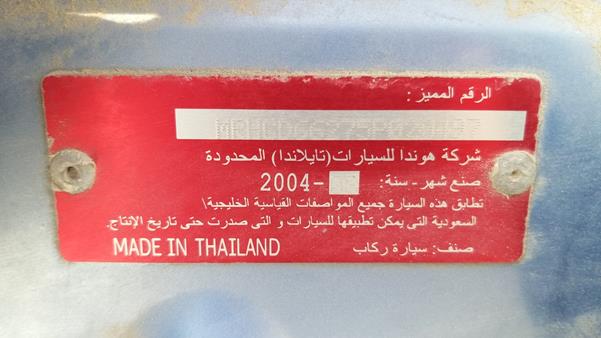 الرقم المميز :
شركة هوندا للسيارات(تايلاندا) المحدودة
صنع شهر - سنة: 2004-
تطابق هذه السيارة جميع المواصفات القياسية الخليجية\
السعودية التى يمكن تطبيقها للسيارات و التى صدرت حتى تاريخ الإنتاج.
صنف: سيارة ركاب MADE IN THAILAND